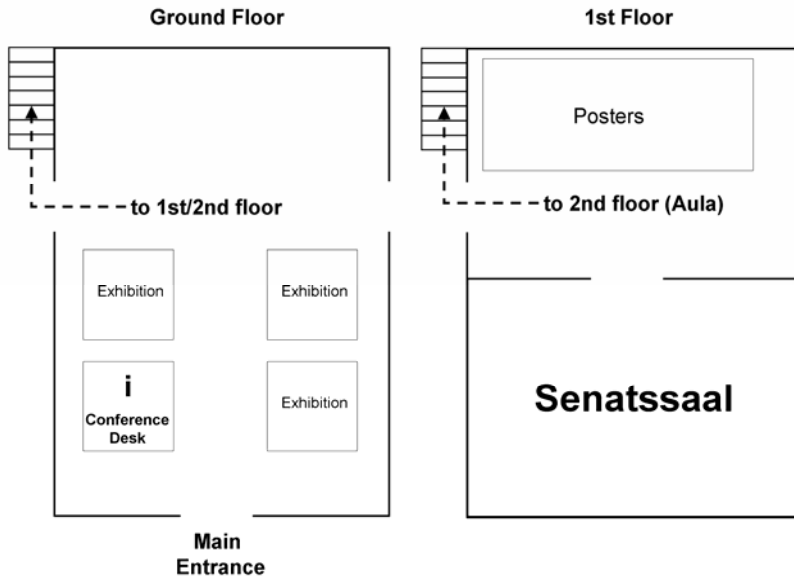 Ground Floor
to 1st/2nd floor
Exhibition
Exhibition
i
Conference
Desk
Exhibition
Main
Entrance
1st Floor
Posters
to 2nd floor (Aula)
Senatssaal